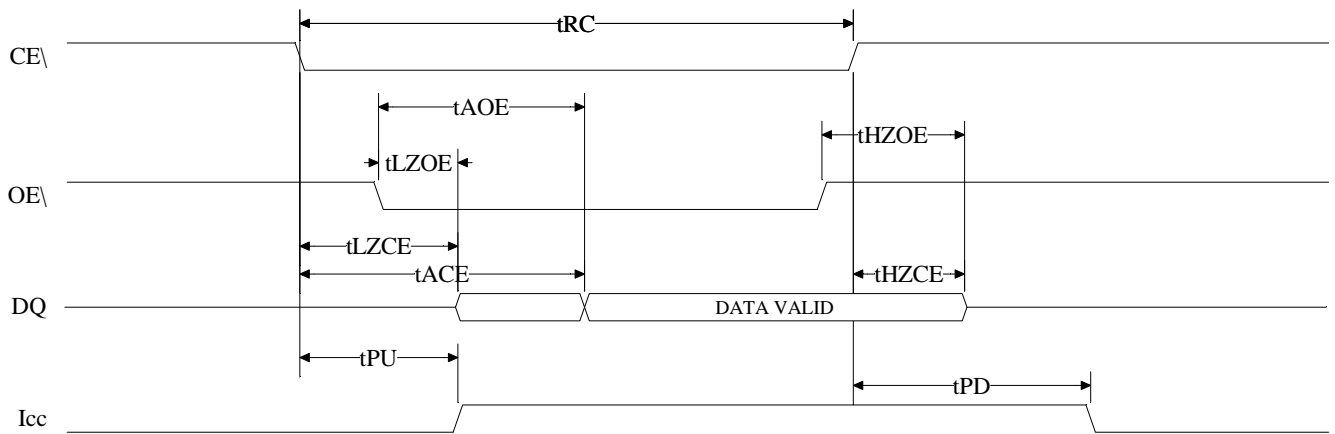 tRC
CE\
tAOE
tHZOE
tLZOE
OE\
tLZCE
tACE
tHZCE
DQ
DATA VALID
tPU
tPD
Icc